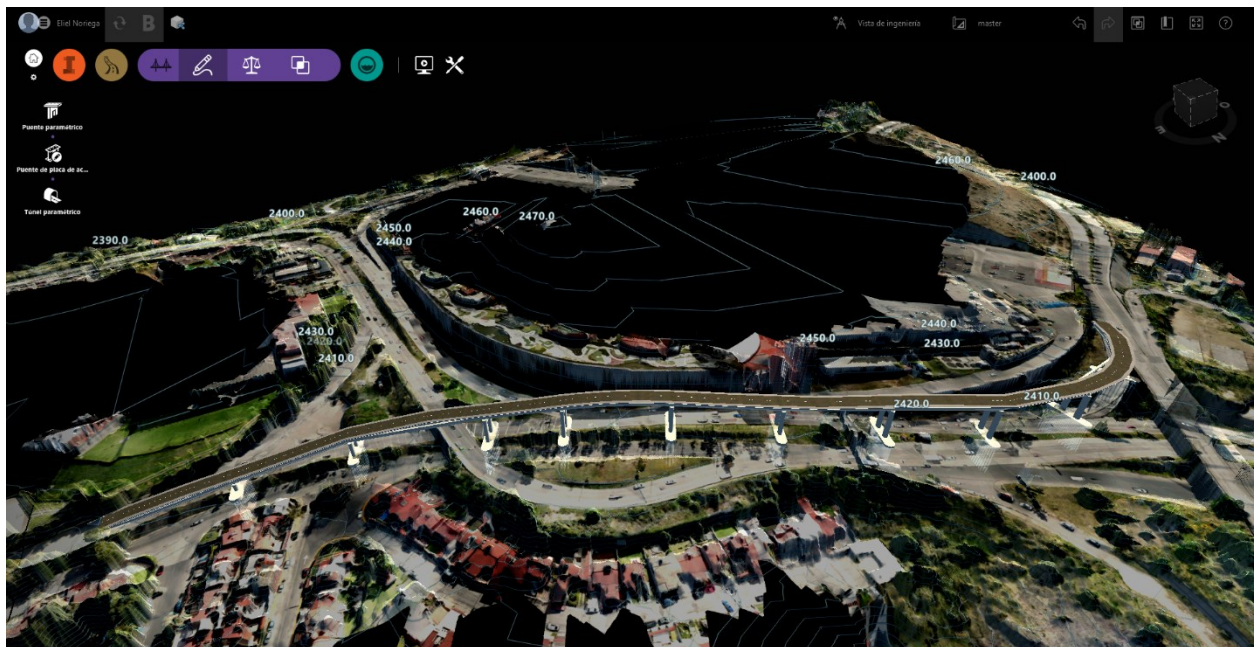 Eliel Noriega
B
A
Vista de ingeniería
master
?
Puente paramétrico
Puente de placa de ac...
Túnel paramétrico
2460.0
2400.0
2400.0
2460.0
2470.0
2450.0
2390.0
2440.0
2430.0
2420.0
2410.0
2440.0
2450.0
2430.0
2410.0
2420.0
E
N
O